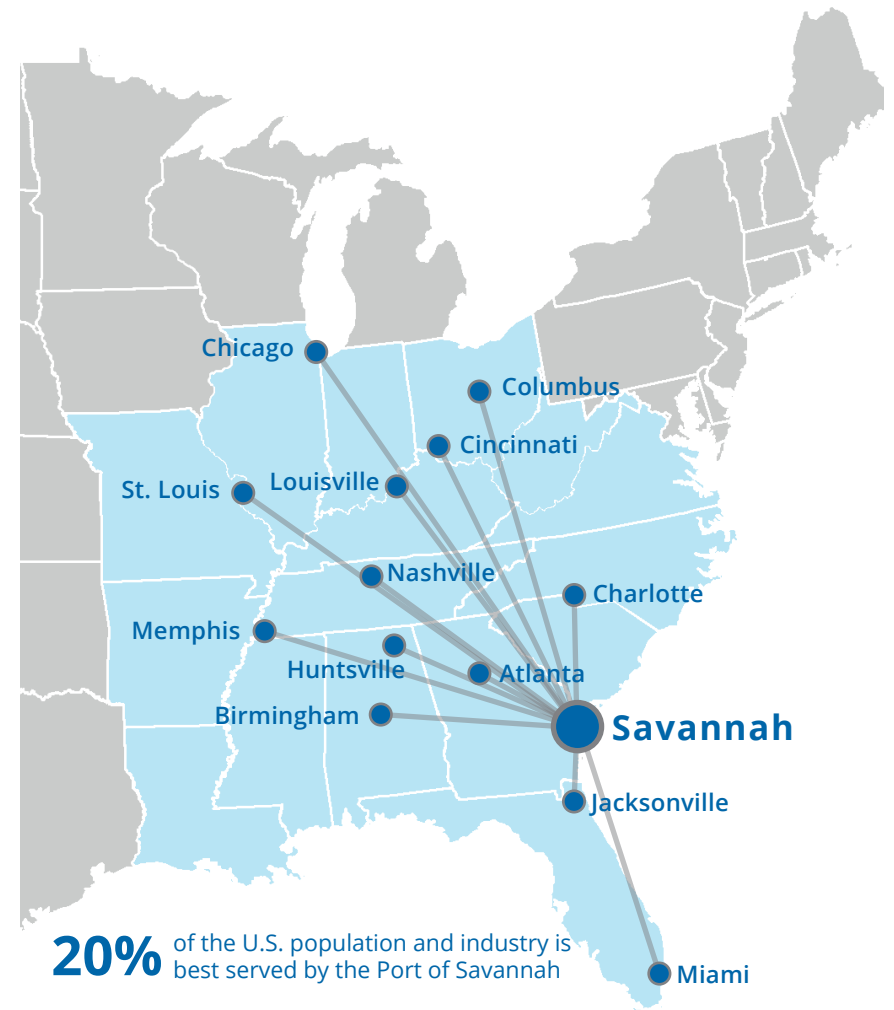 Chicago
Columbus
Cincinnati
Louisville
St. Louis
Nashville
Charlotte
Memphis
Huntsville
Atlanta
Birmingham
Savannah
Jacksonville
20%
of the U.S. population and industry is
best served by the Port of Savannah
Miami